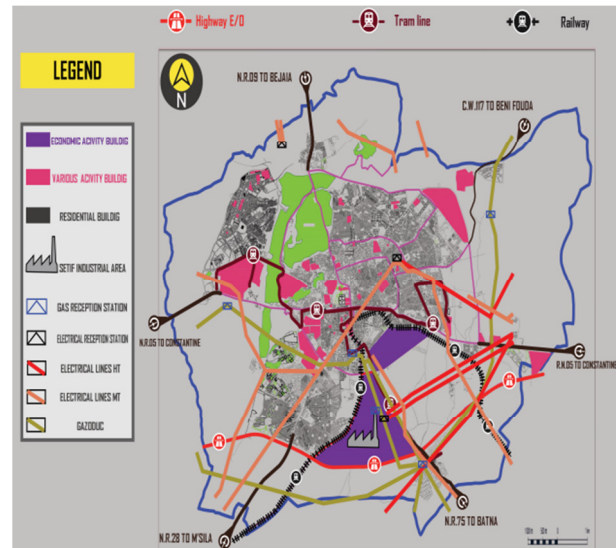 Highway E/O
Tram line
Railway
LEGEND
ECONOMIC ACIVITY BUILDIG
VARIOUS ACIVITY BUILDIG
RESIDENTIAL BUILDIG
SETIF INDUSTRIAL AREA
GAS RECEPTION STATION
ELECTRICAL RECEPTION STATION
ELECTRICAL LINES HT
ELECTRICAL LINES MT
GAZODUC
N
N.R.09 TO BEJAIA
C.W.117 TO BENI FOUDA
N.R.05 TO CONSTANTINE
R.N.05 TO CONSTANTINE
N.R.75 TO BATNA
N.R.28 TO M'SILA